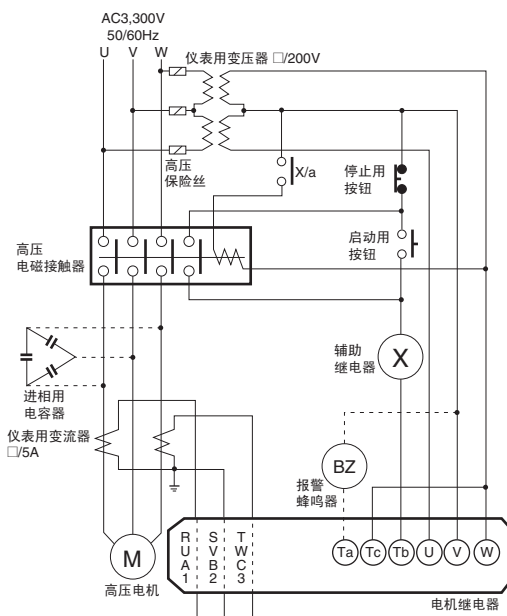 AC3,300V
50/60Hz
U V W
仪表用变压器 □/200V
高压
保险丝
X/a
停止用
按钮
启动用
按钮
高压
电磁接触器
辅助
继电器
X
进相用
电容器
仪表用变流器
□/5A
BZ
报警
蜂鸣器
M
高压电机
RUA1
SVB2
TWC3
Ta Tc Tb U V W
电机继电器